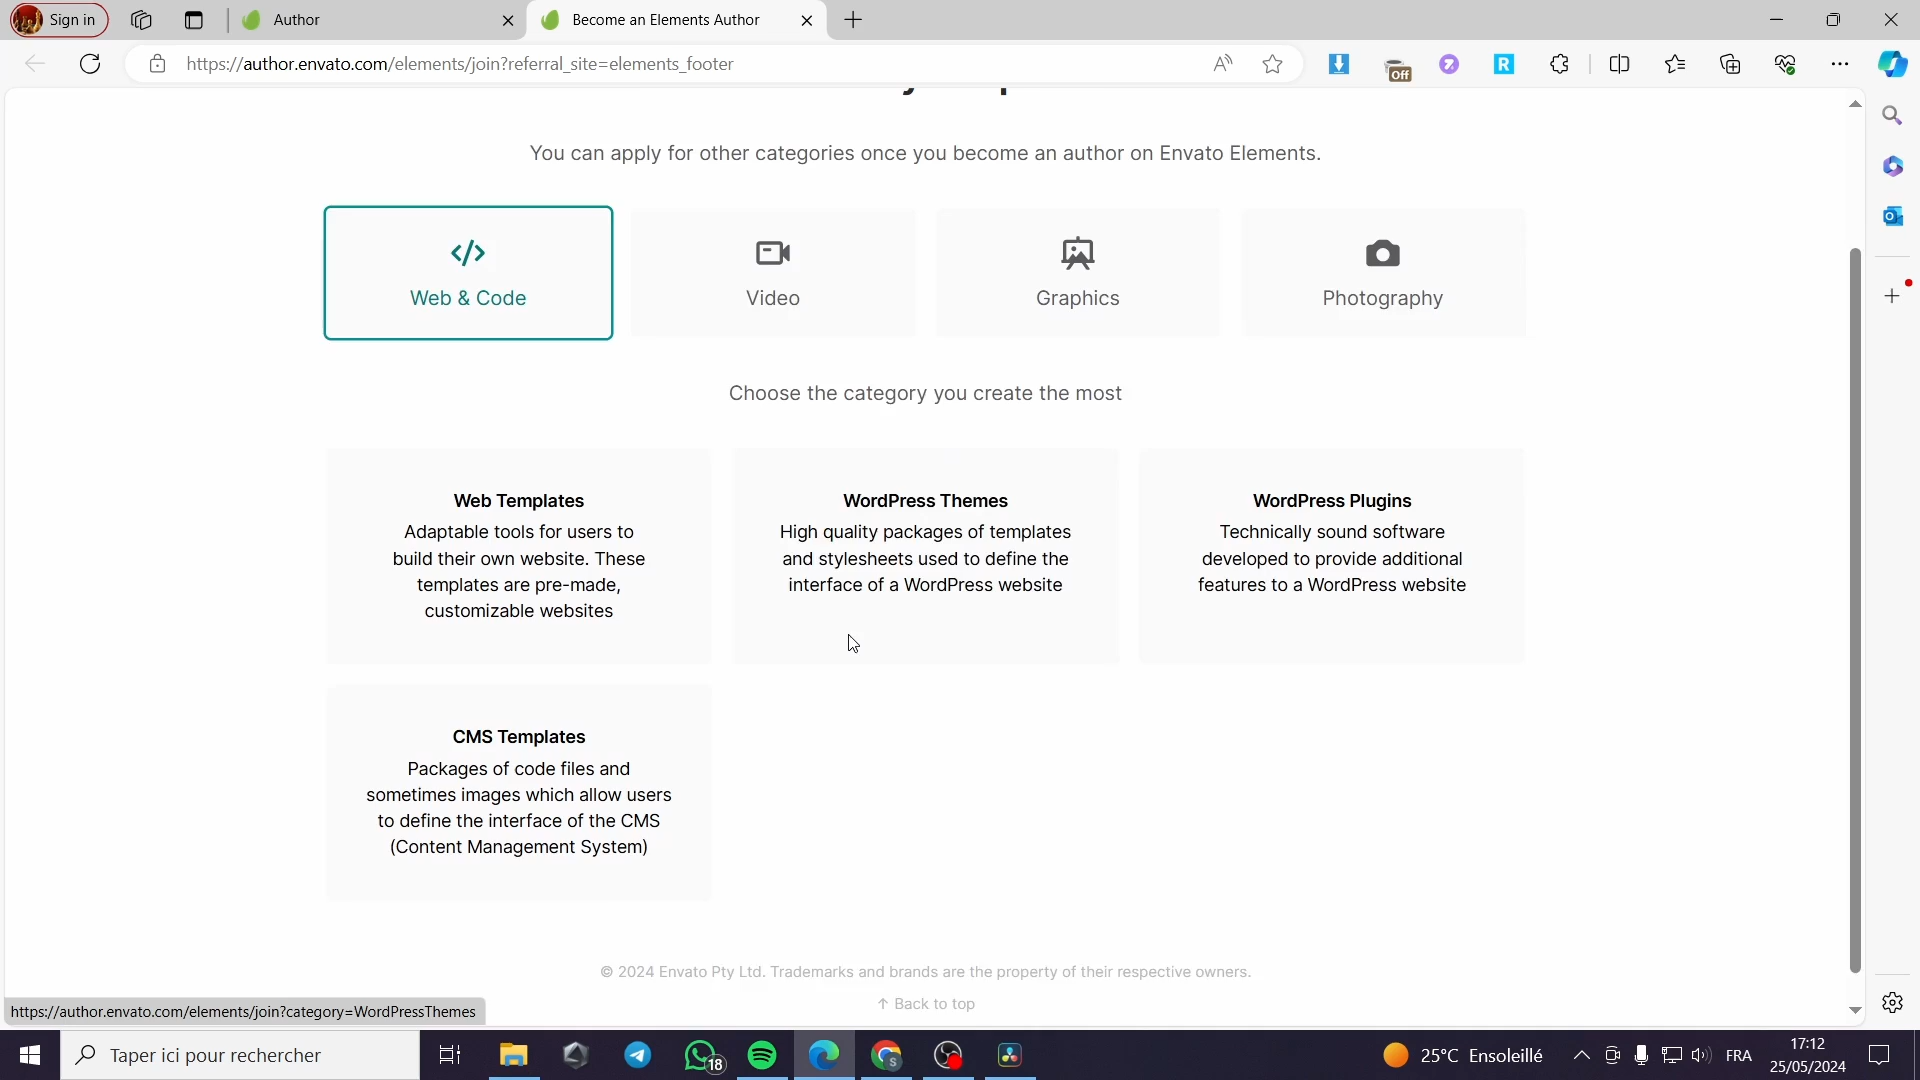 Sign in
Author
Become an Elements Author
https://author.envato.com/elements/join?referral_site=elements_footer
Off
You can apply for other categories once you become an author on Envato Elements.
Web & Code
Video
Graphics
Photography
Choose the category you create the most
Web Templates
Adaptable tools for users to
build their own website. These
templates are pre-made,
customizable websites
WordPress Themes
High quality packages of templates
and stylesheets used to define the
interface of a WordPress website
WordPress Plugins
Technically sound software
developed to provide additional
features to a WordPress website
CMS Templates
Packages of code files and
sometimes images which allow users
to define the interface of the CMS
(Content Management System)
© 2024 Envato Pty Ltd. Trademarks and brands are the property of their respective owners.
↑ Back to top
https://author.envato.com/elements/join?category=WordPressThemes
Taper ici pour rechercher
18
25°C Ensoleillé
FRA
17:12
25/05/2024